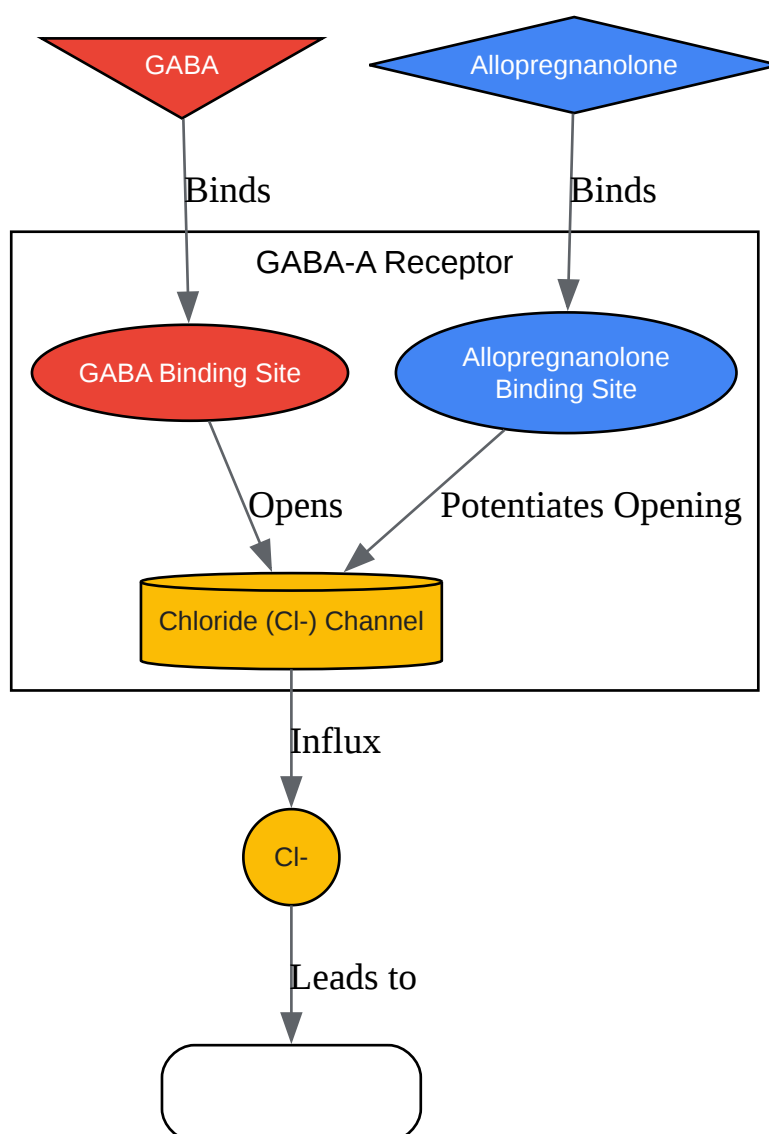 GABA
Allopregnanolone
Binds
Binds
GABA-A Receptor
GABA Binding Site
Allopregnanolone
Binding Site
Opens
Potentiates Opening
Chloride (Cl-) Channel
Influx
Cl-
Leads to